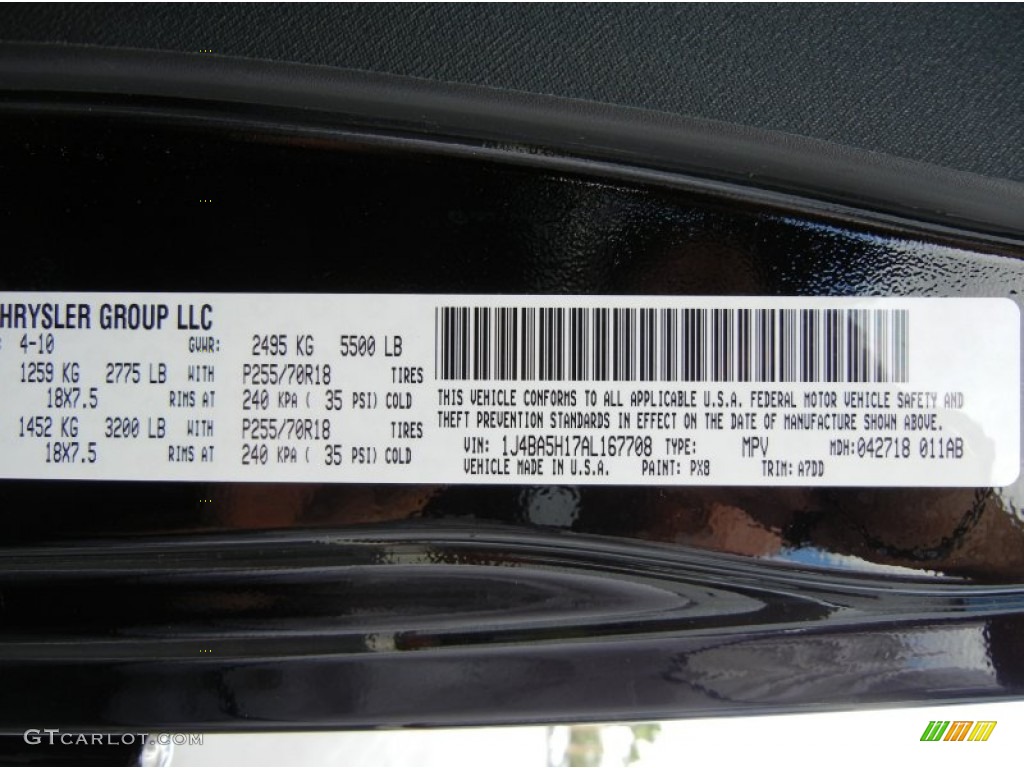 HRYSLER GROUP LLC
: 4-10 GVWR: 2495 KG 5500 LB
1259 KG 2775 LB WITH P255/70R18 TIRES
18X7.5 RIMS AT 240 KPA ( 35 PSI) COLD
1452 KG 3200 LB WITH P255/70R18 TIRES
18X7.5 RIMS AT 240 KPA ( 35 PSI) COLD
THIS VEHICLE CONFORMS TO ALL APPLICABLE U.S.A. FEDERAL MOTOR VEHICLE SAFETY AND
THEFT PREVENTION STANDARDS IN EFFECT ON THE DATE OF MANUFACTURE SHOWN ABOVE.
VIN: 1J4BA5H17AL167708 TYPE: MPV MDH: 042718 011AB
VEHICLE MADE IN U.S.A. PAINT: PX8 TRIM: A7DD
GTCARLOT.COM